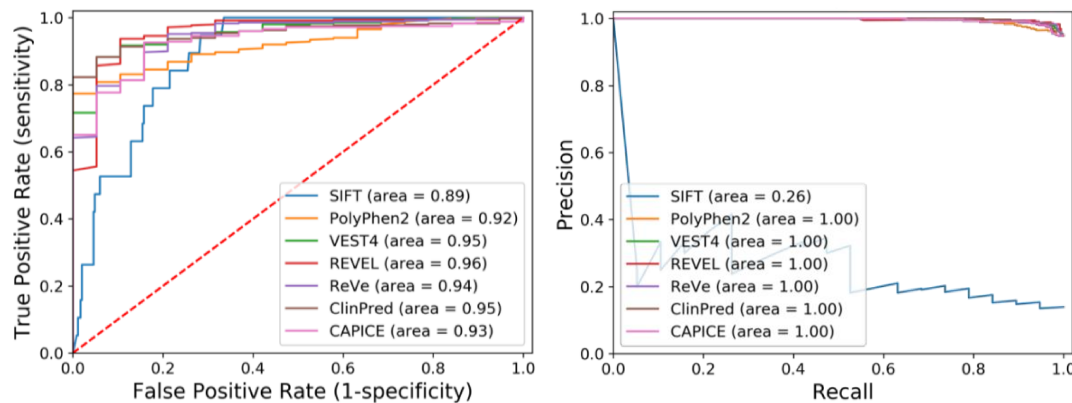 1.0
0.8
0.6
0.4
0.2
0.0
True Positive Rate (sensitivity)
SIFT (area = 0.89)
PolyPhen2 (area = 0.92)
VEST4 (area = 0.95)
REVEL (area = 0.96)
ReVe (area = 0.94)
ClinPred (area = 0.95)
CAPICE (area = 0.93)
0.0 0.2 0.4 0.6 0.8 1.0
False Positive Rate (1-specificity)
1.0
0.8
0.6
0.4
0.2
0.0
Precision
SIFT (area = 0.26)
PolyPhen2 (area = 1.00)
VEST4 (area = 1.00)
REVEL (area = 1.00)
ReVe (area = 1.00)
ClinPred (area = 1.00)
CAPICE (area = 1.00)
0.0 0.2 0.4 0.6 0.8 1.0
Recall